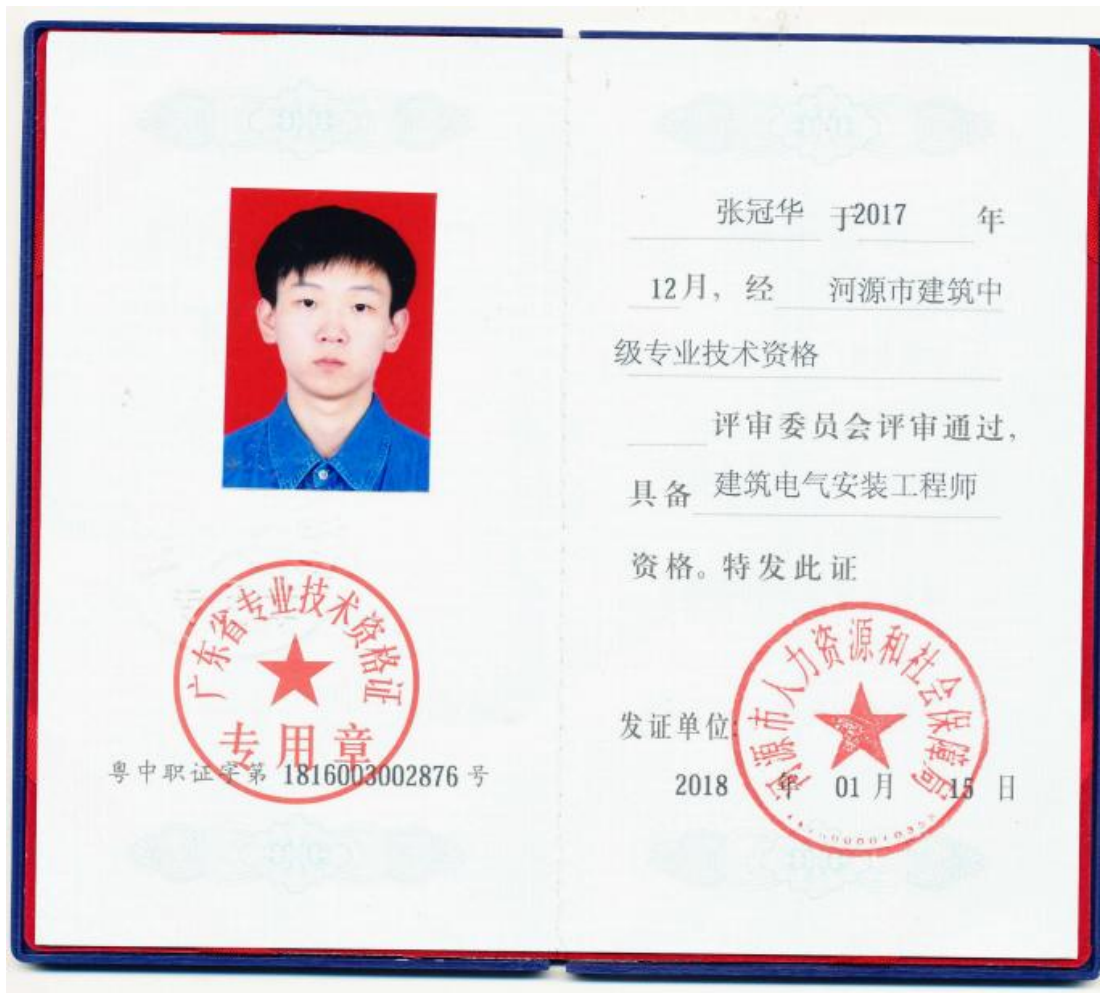 广东省专业技术资格证
专用章
粤中职证字第 1816003002876 号
张冠华 于2017 年
12月，经 河源市建筑中
级专业技术资格
评审委员会评审通过，
具备 建筑电气安装工程师
资格。特发此证
河源市人力资源和社会保障局
发证单位：
2018 年 01 月 15 日